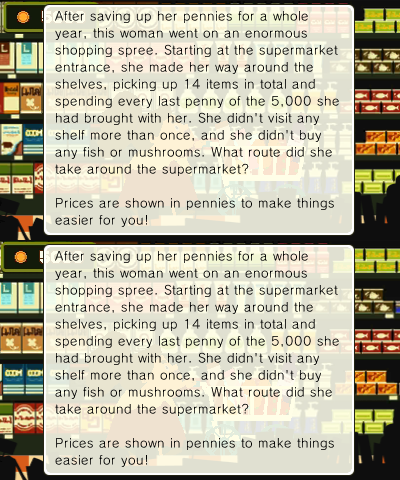 After saving up her pennies for a whole
year, this woman went on an enormous
shopping spree. Starting at the supermarket
entrance, she made her way around the
shelves, picking up 14 items in total and
spending every last penny of the 5,000 she
had brought with her. She didn't visit any
shelf more than once, and she didn't buy
any fish or mushrooms. What route did she
take around the supermarket?
Prices are shown in pennies to make things
easier for you!
After saving up her pennies for a whole
year, this woman went on an enormous
shopping spree. Starting at the supermarket
entrance, she made her way around the
shelves, picking up 14 items in total and
spending every last penny of the 5,000 she
had brought with her. She didn't visit any
shelf more than once, and she didn't buy
any fish or mushrooms. What route did she
take around the supermarket?
Prices are shown in pennies to make things
easier for you!